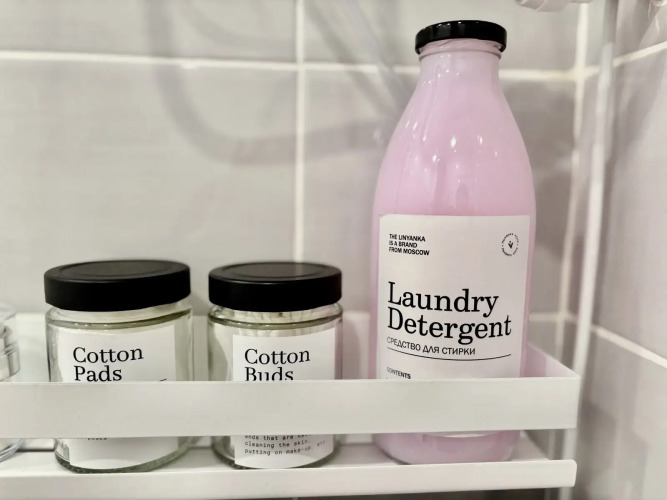 Cotton
Pads
Cotton
Buds
cleaning the skin,
putting on make-up, and
THE LINYANKA
IS A BRAND
FROM MOSCOW
Laundry
Detergent
СРЕДСТВО ДЛЯ СТИРКИ
CONTENTS